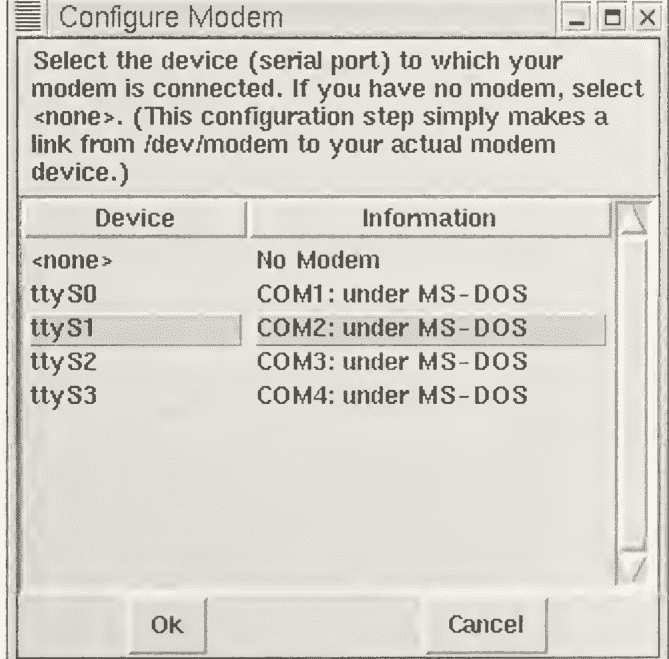 Configure Modem
Select the device (serial port) to which your
modem is connected. If you have no modem, select
<none>. (This configuration step simply makes a
link from /dev/modem to your actual modem
device.)
Device Information
<none> No Modem
ttyS0 COM1: under MS-DOS
ttyS1 COM2: under MS-DOS
ttyS2 COM3: under MS-DOS
ttyS3 COM4: under MS-DOS
Ok Cancel